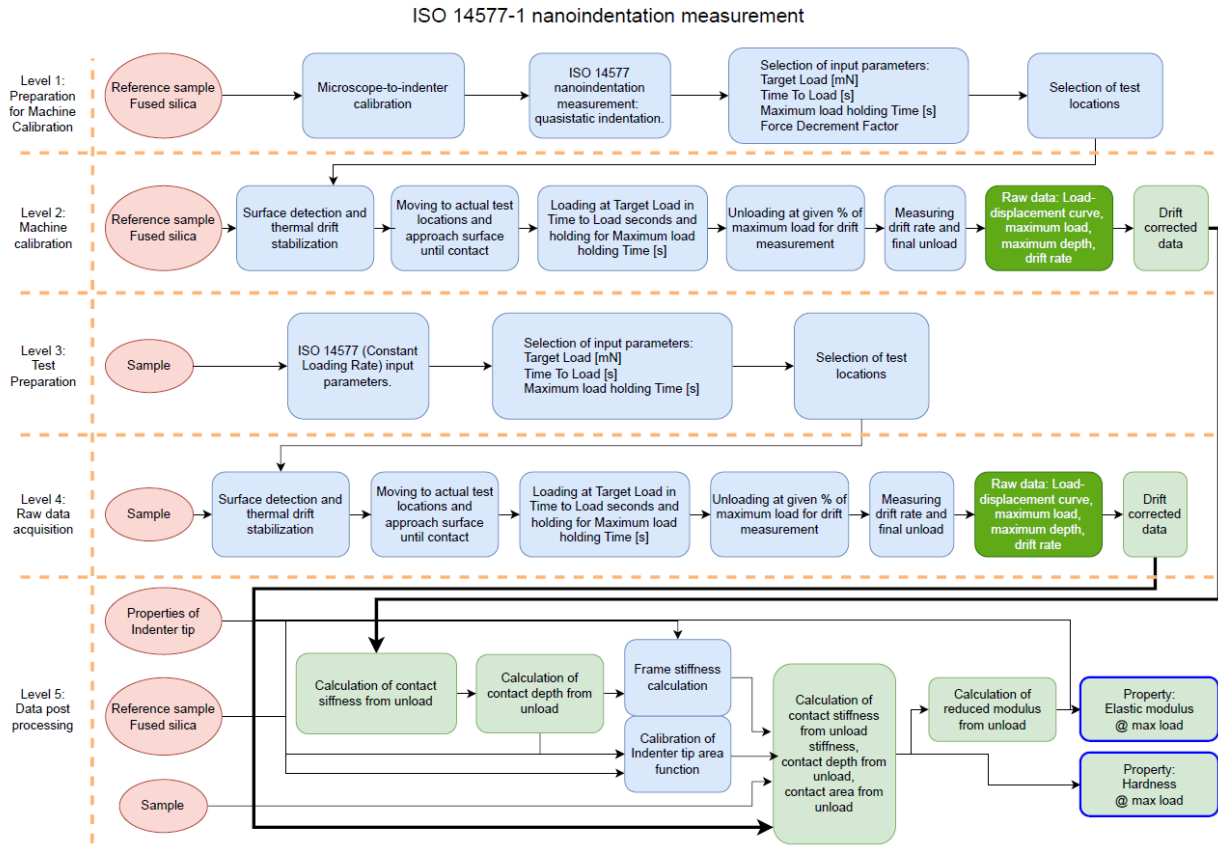 ISO 14577-1 nanoindentation measurement
Level 1:
Preparation
for Machine
Calibration
Reference sample
Fused silica
Microscope-to-indenter
calibration
ISO 14577
nanoindentation
measurement:
quasistatic indentation.
Selection of input parameters:
Target Load [mN]
Time To Load [s]
Maximum load holding Time [s]
Force Decrement Factor
Selection of test
locations
Level 2:
Machine
calibration
Reference sample
Fused silica
Surface detection and
thermal drift
stabilization
Moving to actual test
locations and
approach surface
until contact
Loading at Target Load in
Time to Load seconds and
holding for Maximum load
holding Time [s]
Unloading at given % of
maximum load for drift
measurement
Measuring
drift rate and
final unload
Raw data: Load-
displacement curve,
maximum load,
maximum depth,
drift rate
Drift
corrected
data
Level 3:
Test
Preparation
Sample
ISO 14577 (Constant
Loading Rate) input
parameters.
Selection of input parameters:
Target Load [mN]
Time To Load [s]
Maximum load holding Time [s]
Selection of test
locations
Level 4:
Raw data
acquisition
Sample
Surface detection and
thermal drift
stabilization
Moving to actual test
locations and
approach surface
until contact
Loading at Target Load in
Time to Load seconds and
holding for Maximum load
holding Time [s]
Unloading at given % of
maximum load for drift
measurement
Measuring
drift rate and
final unload
Raw data: Load-
displacement curve,
maximum load,
maximum depth,
drift rate
Drift
corrected
data
Level 5:
Data post
processing
Properties of
Indenter tip
Reference sample
Fused silica
Sample
Calculation of contact
siffness from unload
Calculation of
contact depth from
unload
Frame stiffness
calculation
Calibration of
Indenter tip area
function
Calculation of
contact stiffness
from unload
stiffness,
contact depth from
unload,
contact area from
unload
Calculation of
reduced modulus
from unload
Property:
Elastic modulus
@ max load
Property:
Hardness
@ max load